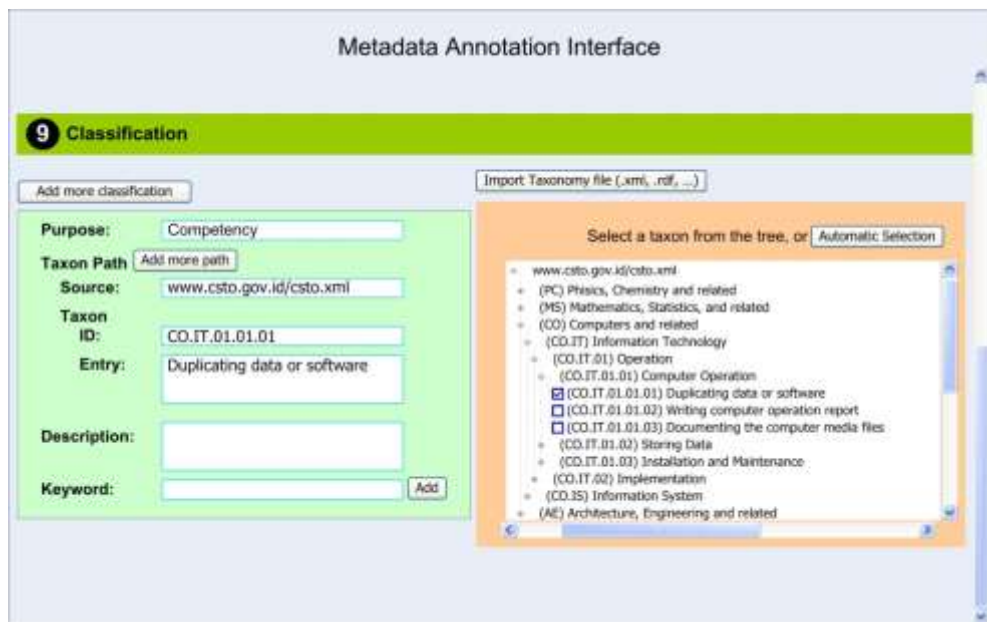 Metadata Annotation Interface
9 Classification
Add more classification
Import Taxonomy file (.xml, .rdf, ...)
Purpose: Competency
Taxon Path Add more path
Source: www.csto.gov.id/csto.xml
Taxon
ID: CO.IT.01.01.01
Entry: Duplicating data or software
Description:
Keyword: Add
Select a taxon from the tree, or Automatic Selection
www.csto.gov.id/csto.xml
(PC) Phisics, Chemistry and related
(MS) Mathematics, Statistics, and related
(CO) Computers and related
(CO.IT) Information Technology
(CO.IT.01) Operation
(CO.IT.01.01) Computer Operation
(CO.IT.01.01.01) Duplicating data or software
(CO.IT.01.01.02) Writing computer operation report
(CO.IT.01.01.03) Documenting the computer media files
(CO.IT.01.02) Storing Data
(CO.IT.01.03) Installation and Maintenance
(CO.IT.02) Implementation
(CO.IS) Information System
(AE) Architecture, Engineering and related